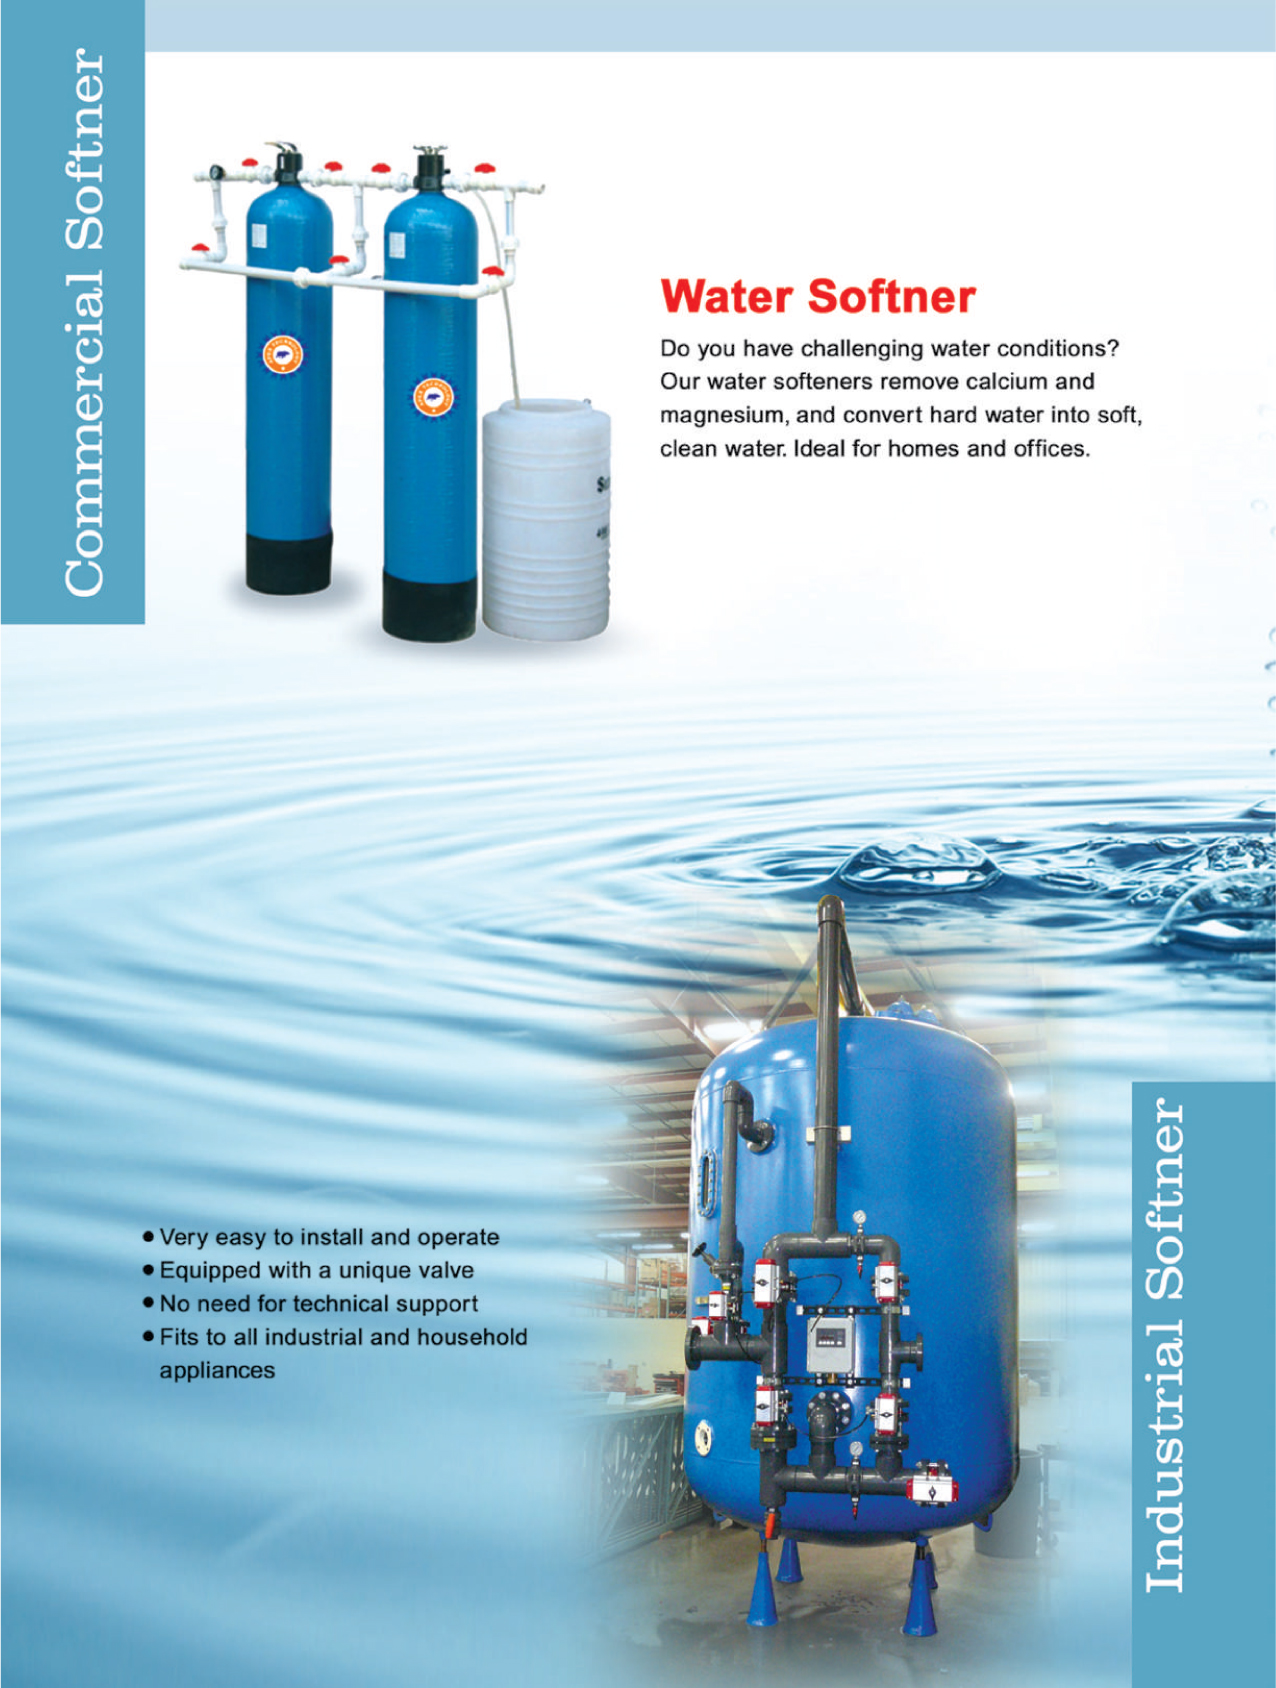 Commercial Softner
Water Softner
Do you have challenging water conditions?
Our water softeners remove calcium and
magnesium, and convert hard water into soft,
clean water. Ideal for homes and offices.
• Very easy to install and operate
• Equipped with a unique valve
• No need for technical support
• Fits to all industrial and household
appliances
Industrial Softner